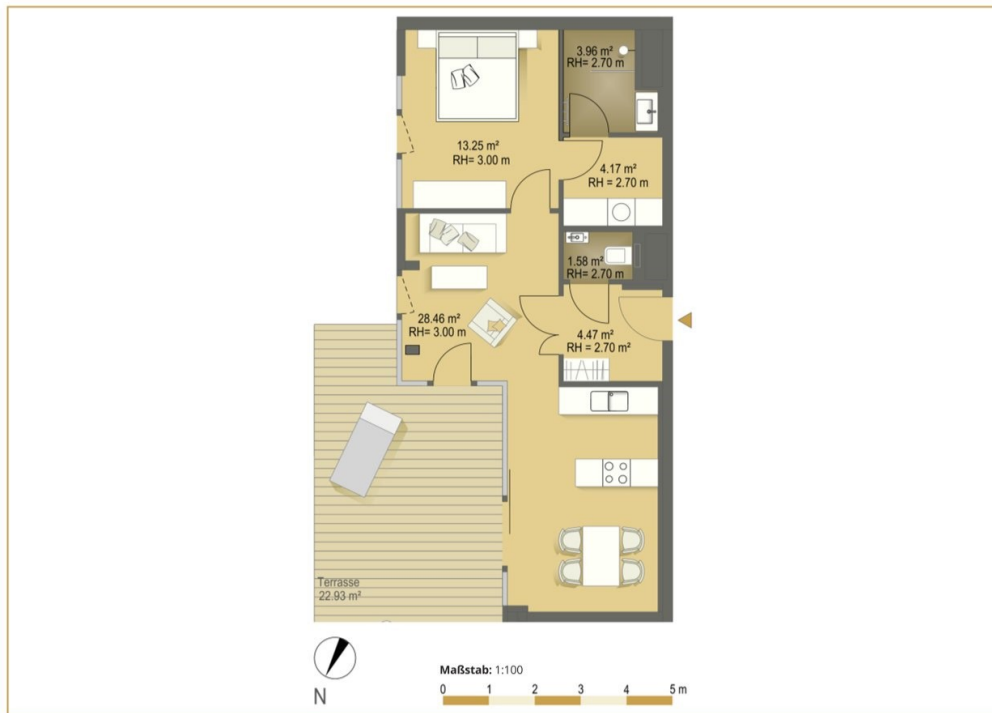 3.96 m²
RH= 2.70 m
13.25 m²
RH= 3.00 m
4.17 m²
RH = 2.70 m
1.58 m²
RH= 2.70 m
28.46 m²
RH= 3.00 m
4.47 m²
RH = 2.70 m²
Terrasse
22.93 m²
N
Maßstab: 1:100
0 1 2 3 4 5 m